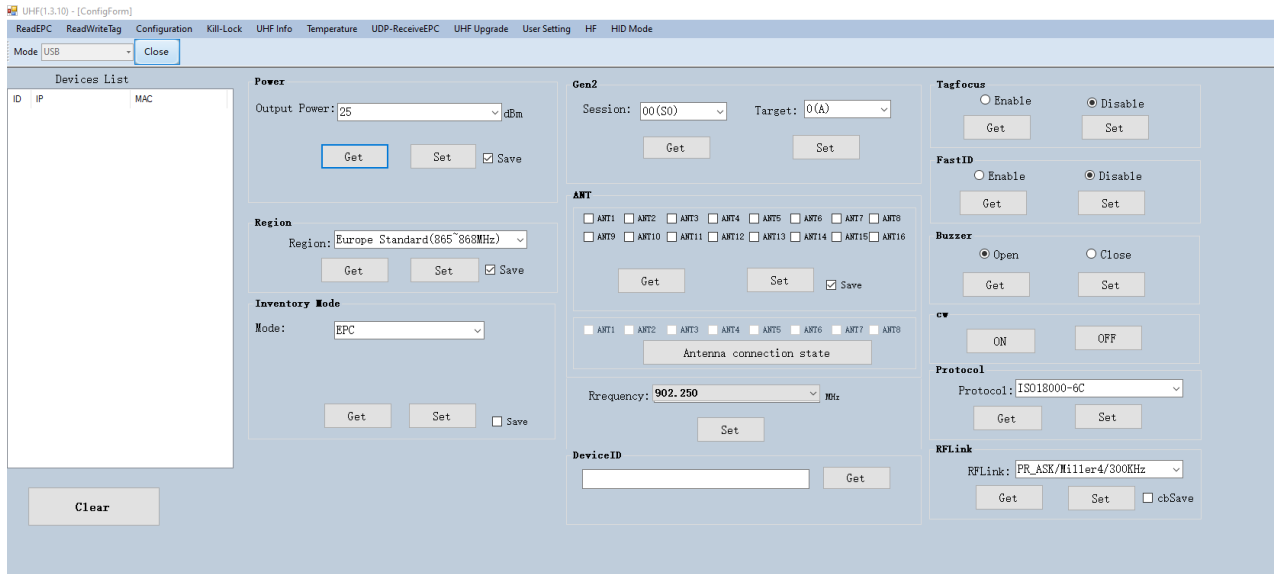 UHF(1.3.10) - [ConfigForm]
ReadEPC ReadWriteTag Configuration Kill-Lock UHF Info Temperature UDP-ReceiveEPC UHF Upgrade User Setting HF HID Mode
Mode USB Close
Devices List
ID IP MAC
Clear
Power
Output Power: 25 dBm
Get Set Save
Region
Region: Europe Standard(865~868MHz)
Get Set Save
Inventory Mode
Mode: EPC
Get Set Save
Gen2
Session: 00(S0) Target: 0(A)
Get Set
ANT
ANT1 ANT2 ANT3 ANT4 ANT5 ANT6 ANT7 ANT8
ANT9 ANT10 ANT11 ANT12 ANT13 ANT14 ANT15 ANT16
Get Set Save
ANT1 ANT2 ANT3 ANT4 ANT5 ANT6 ANT7 ANT8
Antenna connection state
Rrequency: 902.250 MHz
Set
DeviceID
Get
Tagfocus
Enable Disable
Get Set
FastID
Enable Disable
Get Set
Buzzer
Open Close
Get Set
cw
ON OFF
Protocol
Protocol: ISO18000-6C
Get Set
RFLink
RFLink: PR_ASK/Miller4/300KHz
Get Set cbSave